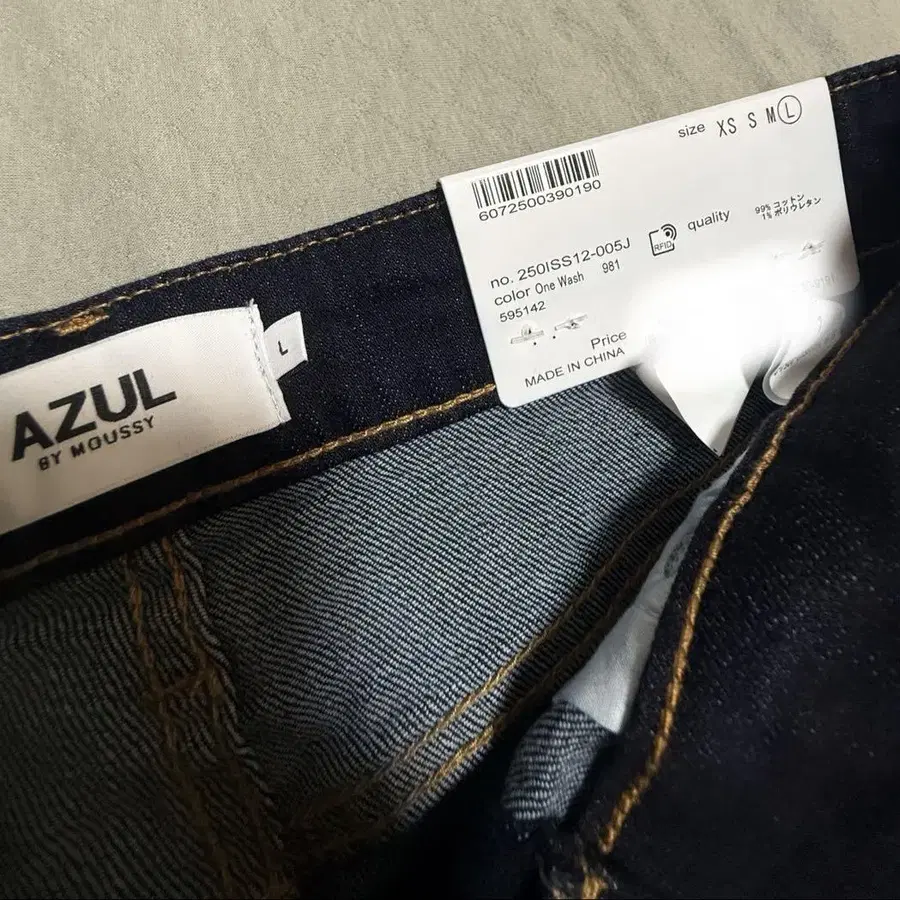 size XS S M L
6072500390190
no. 250ISS12-005J
color One Wash 981
595142
RFID
quality
99% コットン
1% ポリウレタン
Price
MADE IN CHINA
L
AZUL
BY MOUSSY